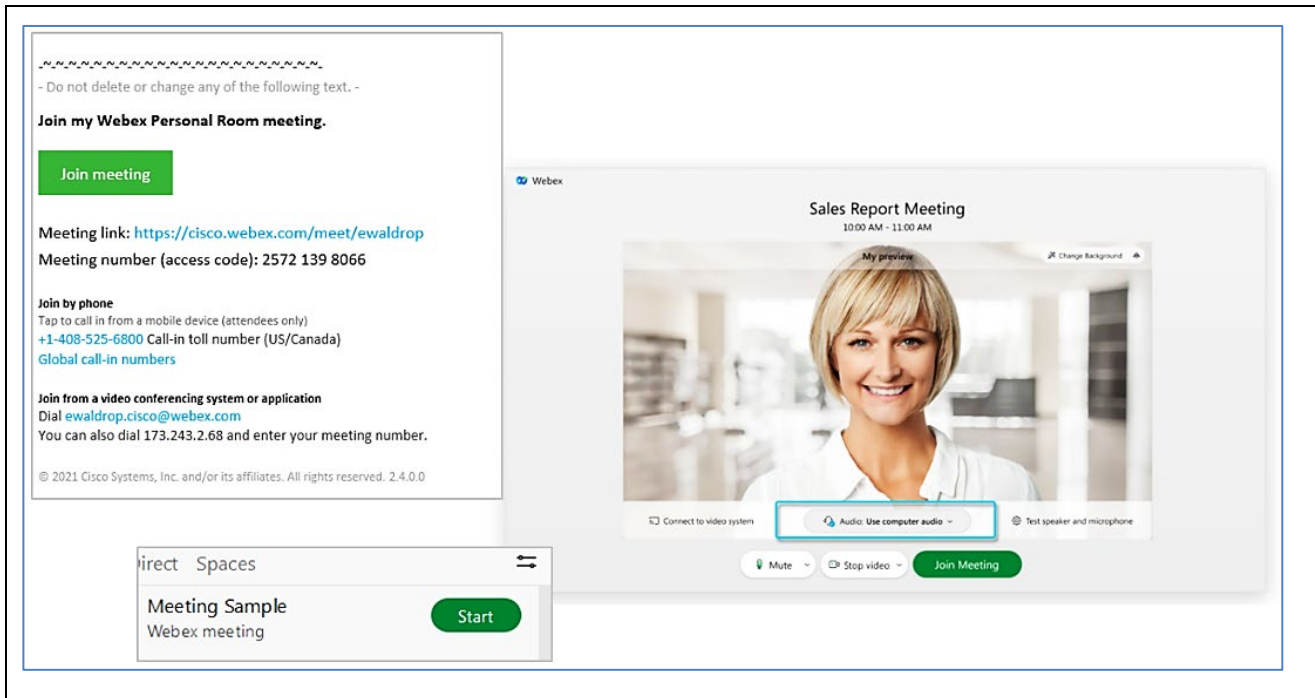 .~.~.~.~.~.~.~.~.~.~.~.~.~.~.~.~.~.~.~.~.~.~.
- Do not delete or change any of the following text. -
Join my Webex Personal Room meeting.
Join meeting
Meeting link: https://cisco.webex.com/meet/ewaldrop
Meeting number (access code): 2572 139 8066
Join by phone
Tap to call in from a mobile device (attendees only)
+1-408-525-6800 Call-in toll number (US/Canada)
Global call-in numbers
Join from a video conferencing system or application
Dial ewaldrop.cisco@webex.com
You can also dial 173.243.2.68 and enter your meeting number.
© 2021 Cisco Systems, Inc. and/or its affiliates. All rights reserved. 2.4.0.0
Webex
Sales Report Meeting
10:00 AM - 11:00 AM
My preview
Change Background
Connect to video system
Audio: Use computer audio
Test speaker and microphone
Mute
Stop video
Join Meeting
irect Spaces
Meeting Sample
Webex meeting
Start